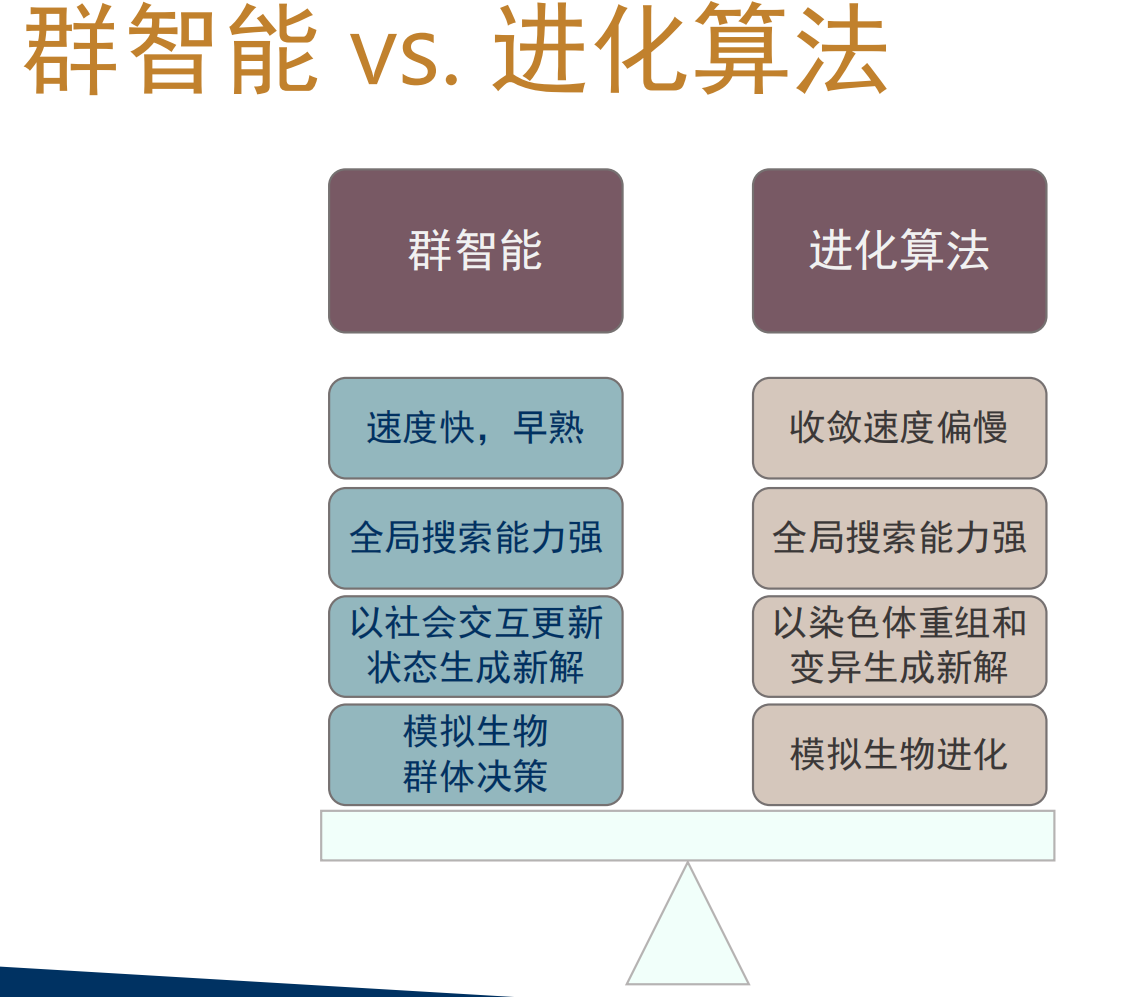 群智能 vs. 进化算法
群智能
进化算法
速度快，早熟
收敛速度偏慢
全局搜索能力强
全局搜索能力强
以社会交互更新
状态生成新解
以染色体重组和
变异生成新解
模拟生物
群体决策
模拟生物进化